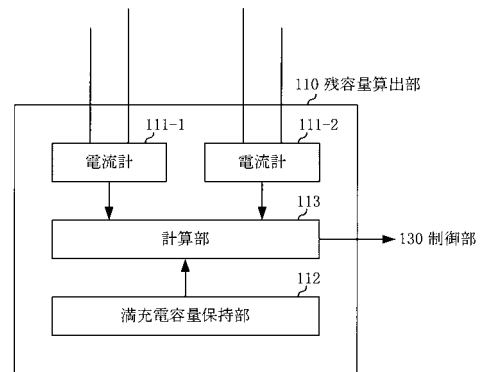 110 残容量算出部
111-1
111-2
電流計
電流計
113
計算部
130 制御部
112
満充電容量保持部